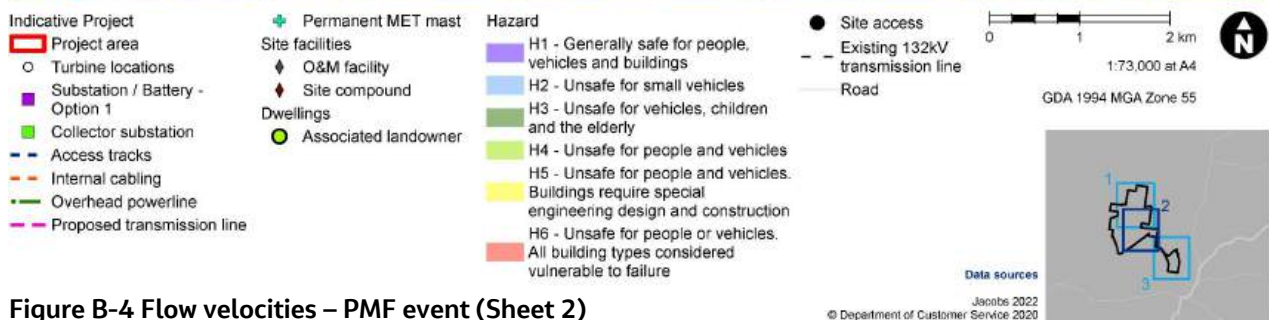 Indicative Project
Project area
Turbine locations
Substation / Battery -
Option 1
Collector substation
Access tracks
Internal cabling
Overhead powerline
Proposed transmission line
Permanent MET mast
Site facilities
O&M facility
Site compound
Dwellings
Associated landowner
Hazard
H1 - Generally safe for people,
vehicles and buildings
H2 - Unsafe for small vehicles
H3 - Unsafe for vehicles, children
and the elderly
H4 - Unsafe for people and vehicles
H5 - Unsafe for people and vehicles.
Buildings require special
engineering design and construction
H6 - Unsafe for people or vehicles.
All building types considered
vulnerable to failure
Site access
Existing 132kV
transmission line
Road
0 1 2 km
1:73,000 at A4
GDA 1994 MGA Zone 55
N
1
2
3
Data sources
Jacobs 2022
© Department of Customer Service 2020
Figure B-4 Flow velocities – PMF event (Sheet 2)